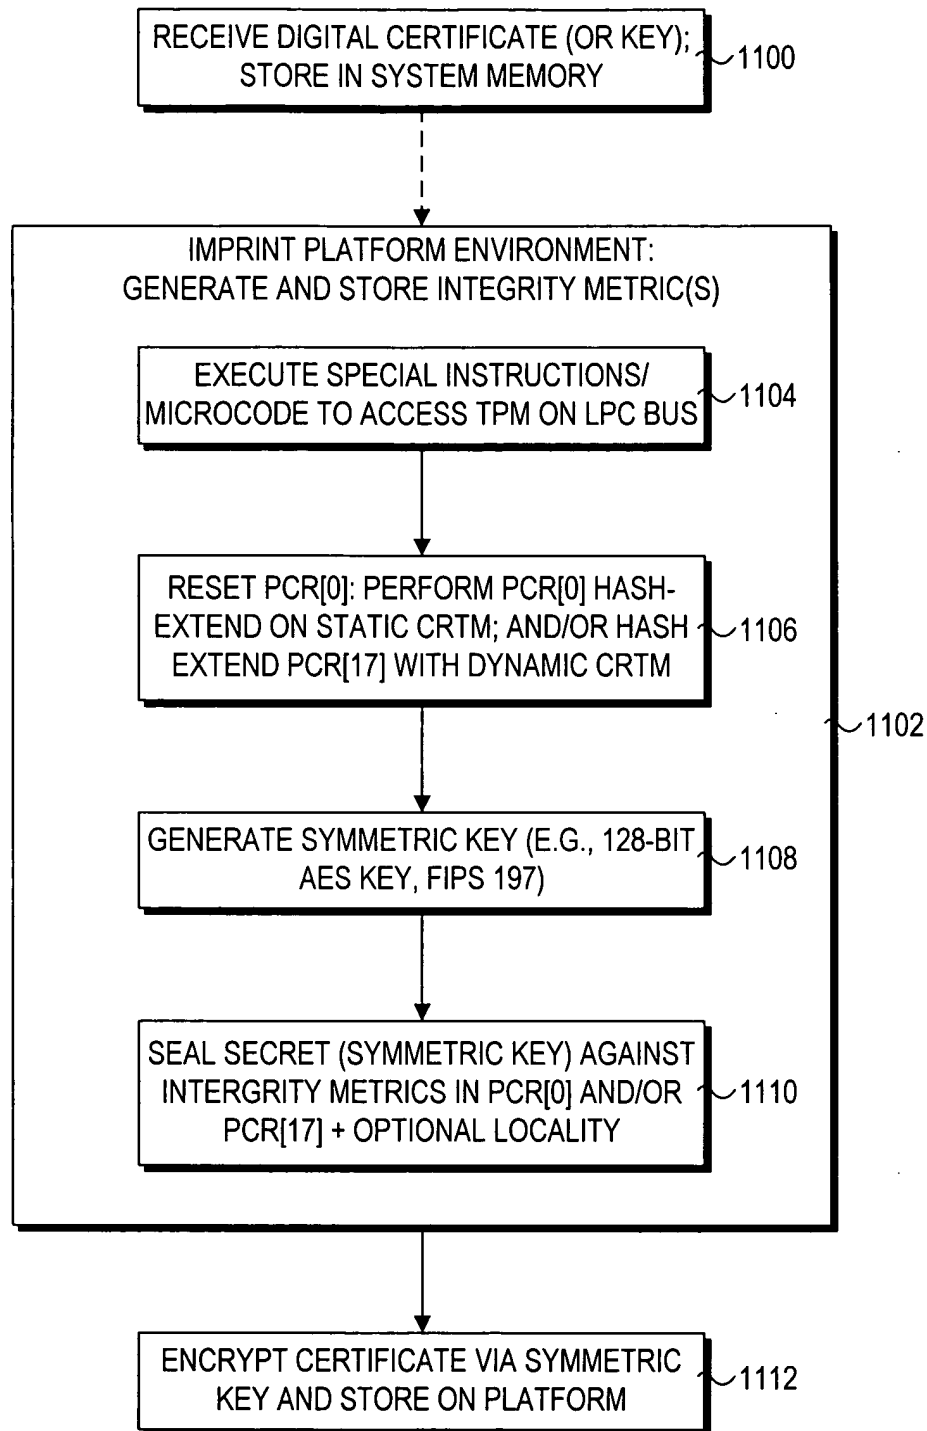 RECEIVE DIGITAL CERTIFICATE (OR KEY);
STORE IN SYSTEM MEMORY
1100
IMPRINT PLATFORM ENVIRONMENT:
GENERATE AND STORE INTEGRITY METRIC(S)
EXECUTE SPECIAL INSTRUCTIONS/
MICROCODE TO ACCESS TPM ON LPC BUS
1104
RESET PCR[0]: PERFORM PCR[0] HASH-
EXTEND ON STATIC CRTM; AND/OR HASH
EXTEND PCR[17] WITH DYNAMIC CRTM
1106
1102
GENERATE SYMMETRIC KEY (E.G., 128-BIT
AES KEY, FIPS 197)
1108
SEAL SECRET (SYMMETRIC KEY) AGAINST
INTERGRITY METRICS IN PCR[0] AND/OR
PCR[17] + OPTIONAL LOCALITY
1110
ENCRYPT CERTIFICATE VIA SYMMETRIC
KEY AND STORE ON PLATFORM
1112